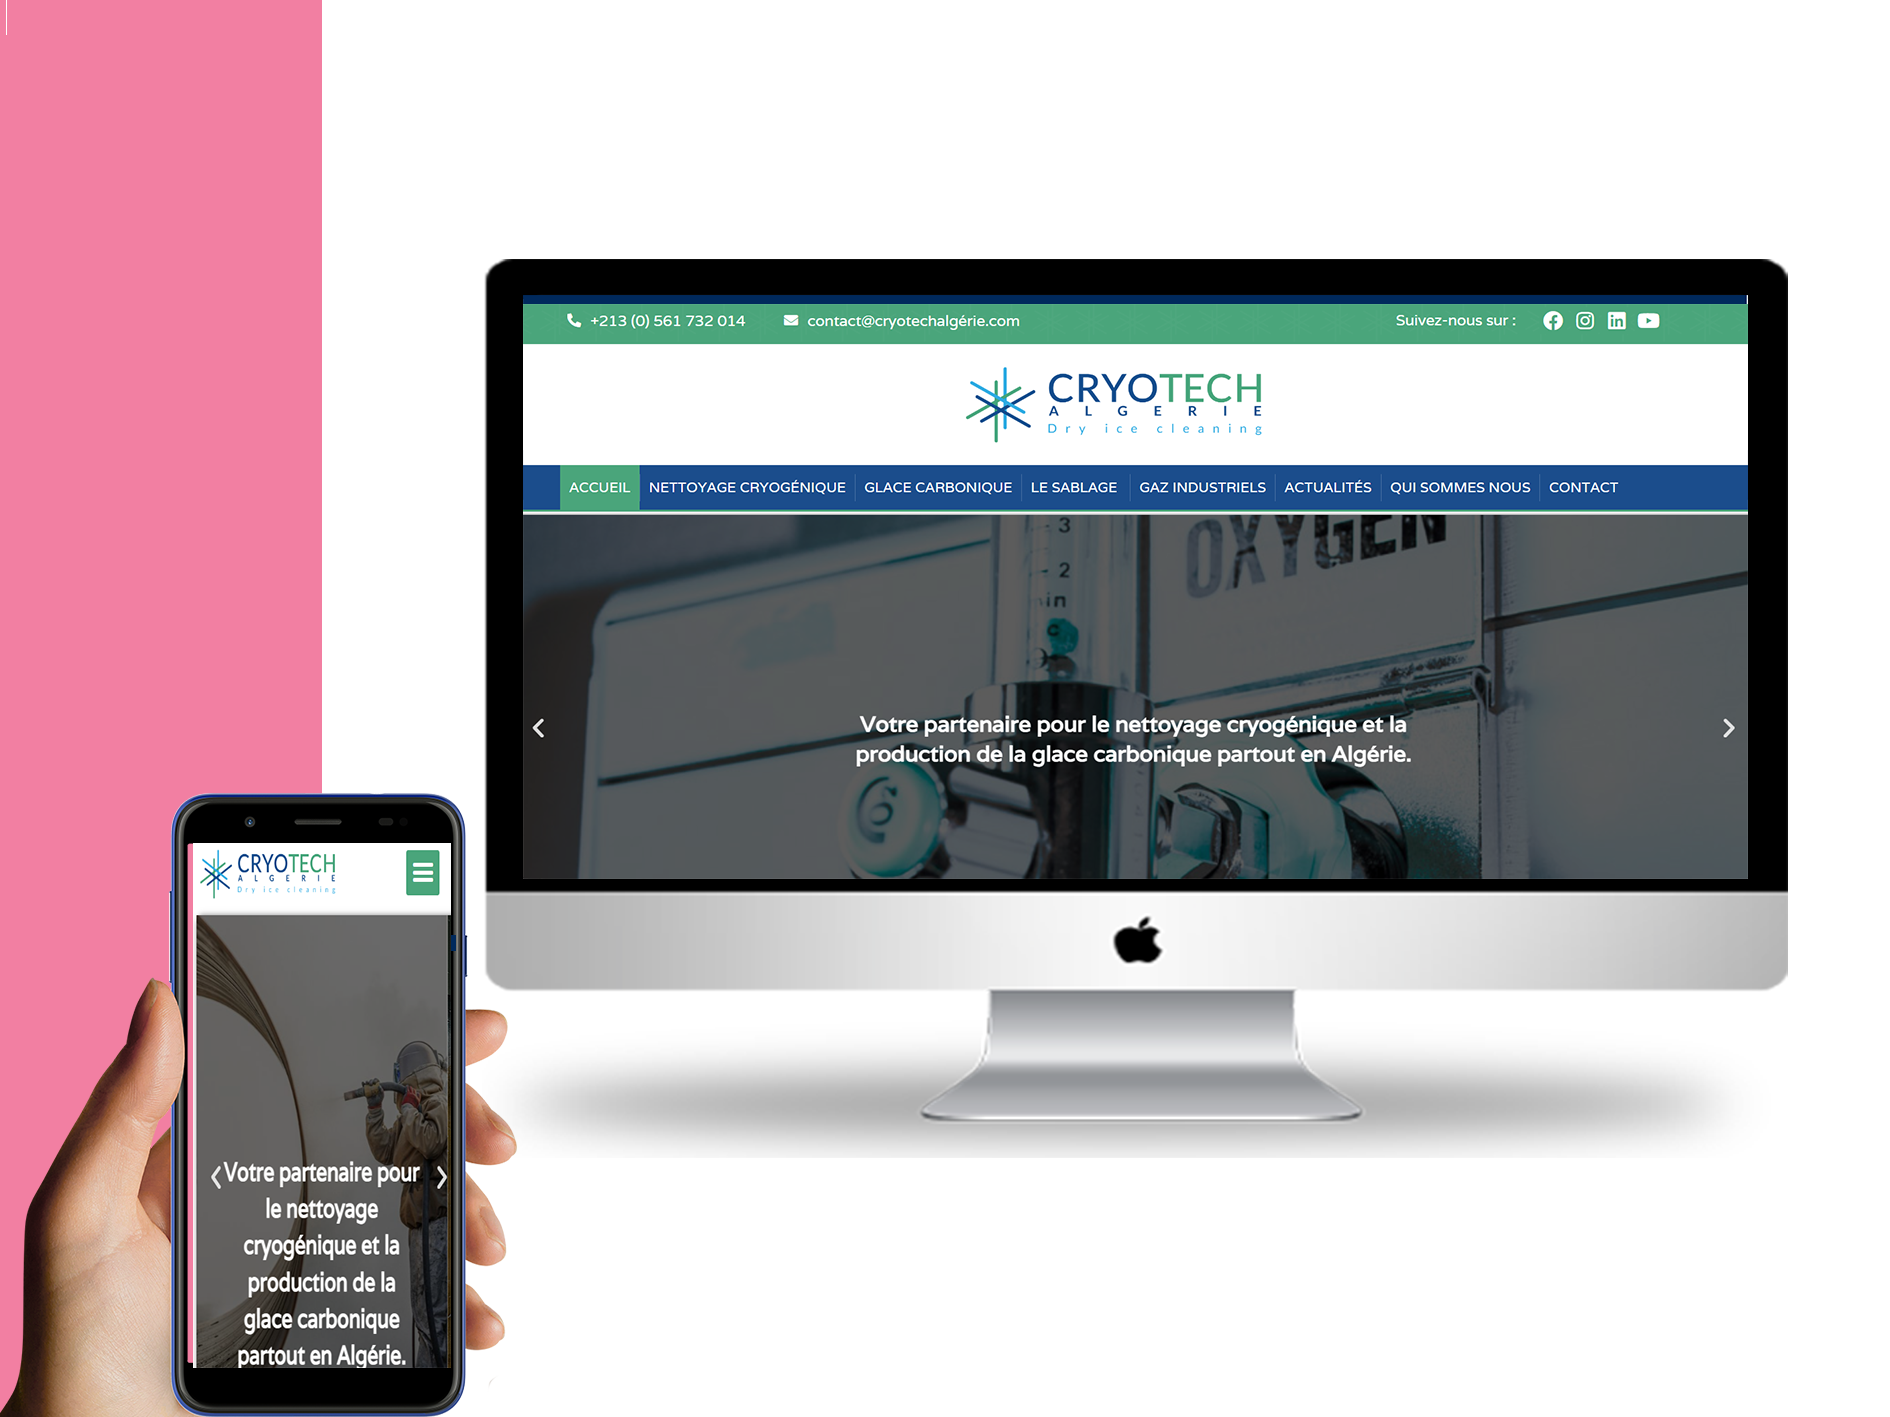 +213 (0) 561 732 014 contact@cryotechalgérie.com Suivez-nous sur :
CRYOTECH
ALGERIE
Dry ice cleaning
ACCUEIL NETTOYAGE CRYOGÉNIQUE GLACE CARBONIQUE LE SABLAGE GAZ INDUSTRIELS ACTUALITÉS QUI SOMMES NOUS CONTACT
3
OXYGEN
2
in
Votre partenaire pour le nettoyage cryogénique et la
production de la glace carbonique partout en Algérie.
CRYOTECH
ALGERIE
Dry ice cleaning
Votre partenaire pour
le nettoyage
cryogénique et la
production de la
glace carbonique
partout en Algérie.